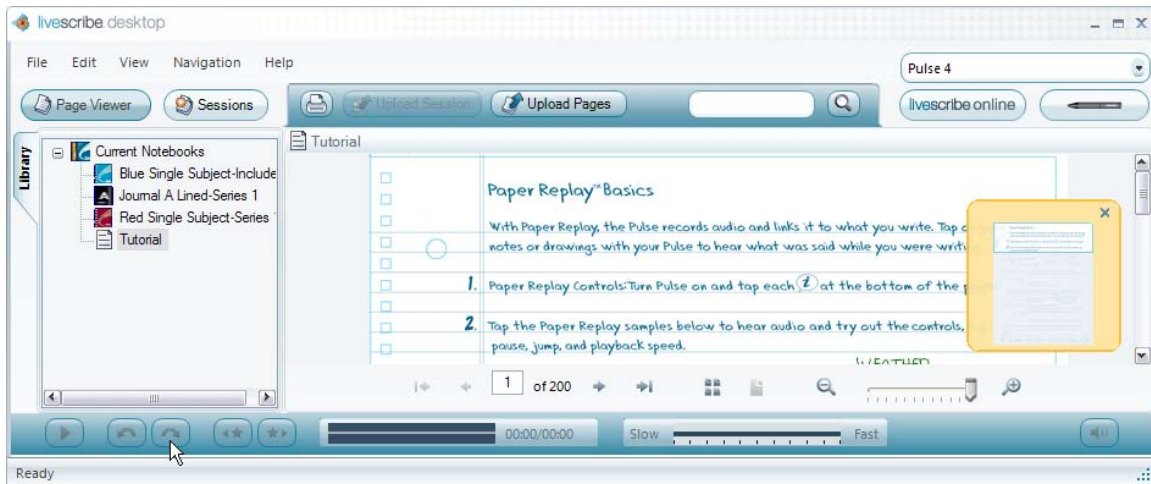 livescribe desktop
File Edit View Navigation Help
Pulse 4
Page Viewer Sessions Upload Session Upload Pages livescribe online
Library
Current Notebooks
Blue Single Subject-Include
Journal A Lined-Series 1
Red Single Subject-Series
Tutorial
Tutorial
Paper Replay™ Basics
With Paper Replay, the Pulse records audio and links it to what you write. Tap
notes or drawings with your Pulse to hear what was said while you were
1. Paper Replay Controls: Turn Pulse on and tap each i at the bottom of the
2. Tap the Paper Replay samples below to hear audio and try out the controls,
pause, jump, and playback speed.
WEATHER
1 of 200
00:00/00:00 Slow Fast
Ready